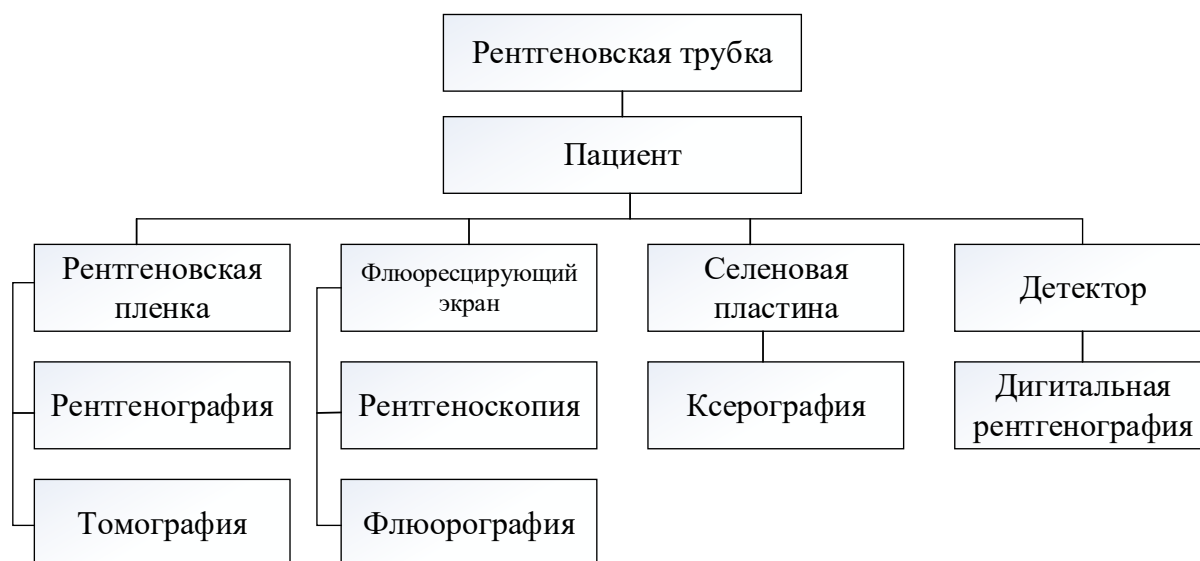 Рентгеновская трубка
Пациент
Рентгеновская
пленка
Флюоресцирующий
экран
Селеновая
пластина
Детектор
Рентгенография
Рентгеноскопия
Ксерография
Дигитальная
рентгенография
Томография
Флюорография